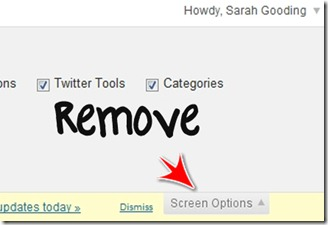 Howdy, Sarah Gooding
ons Twitter Tools Categories
Remove
updates today » Dismiss Screen Options